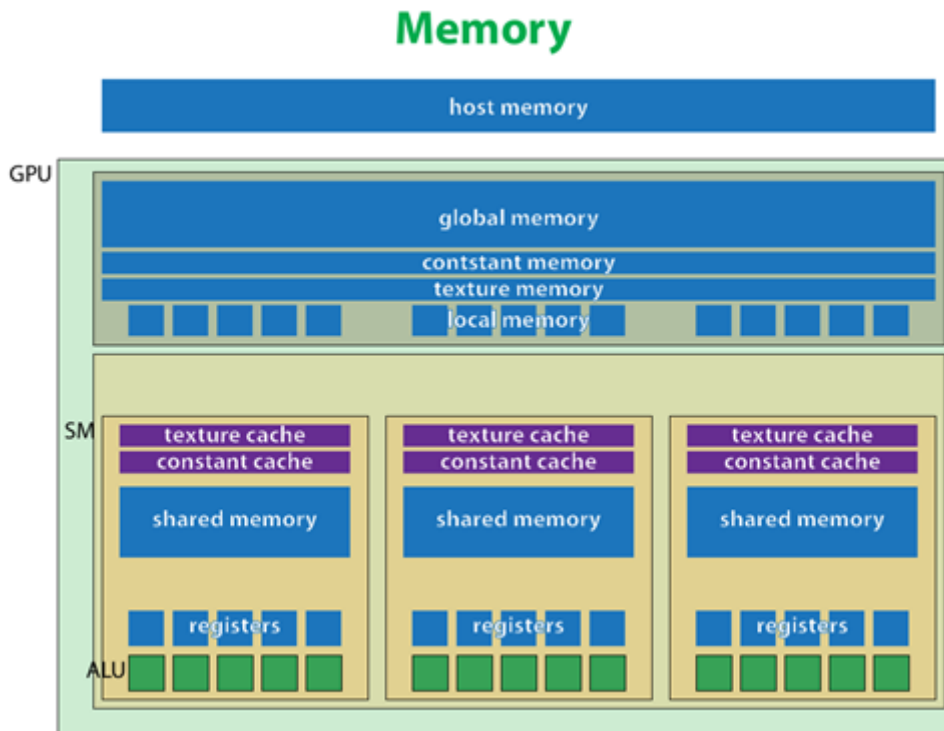 Memory
host memory
GPU
global memory
contstant memory
texture memory
local memory
SM
texture cache
texture cache
texture cache
constant cache
constant cache
constant cache
shared memory
shared memory
shared memory
registers
registers
registers
ALU